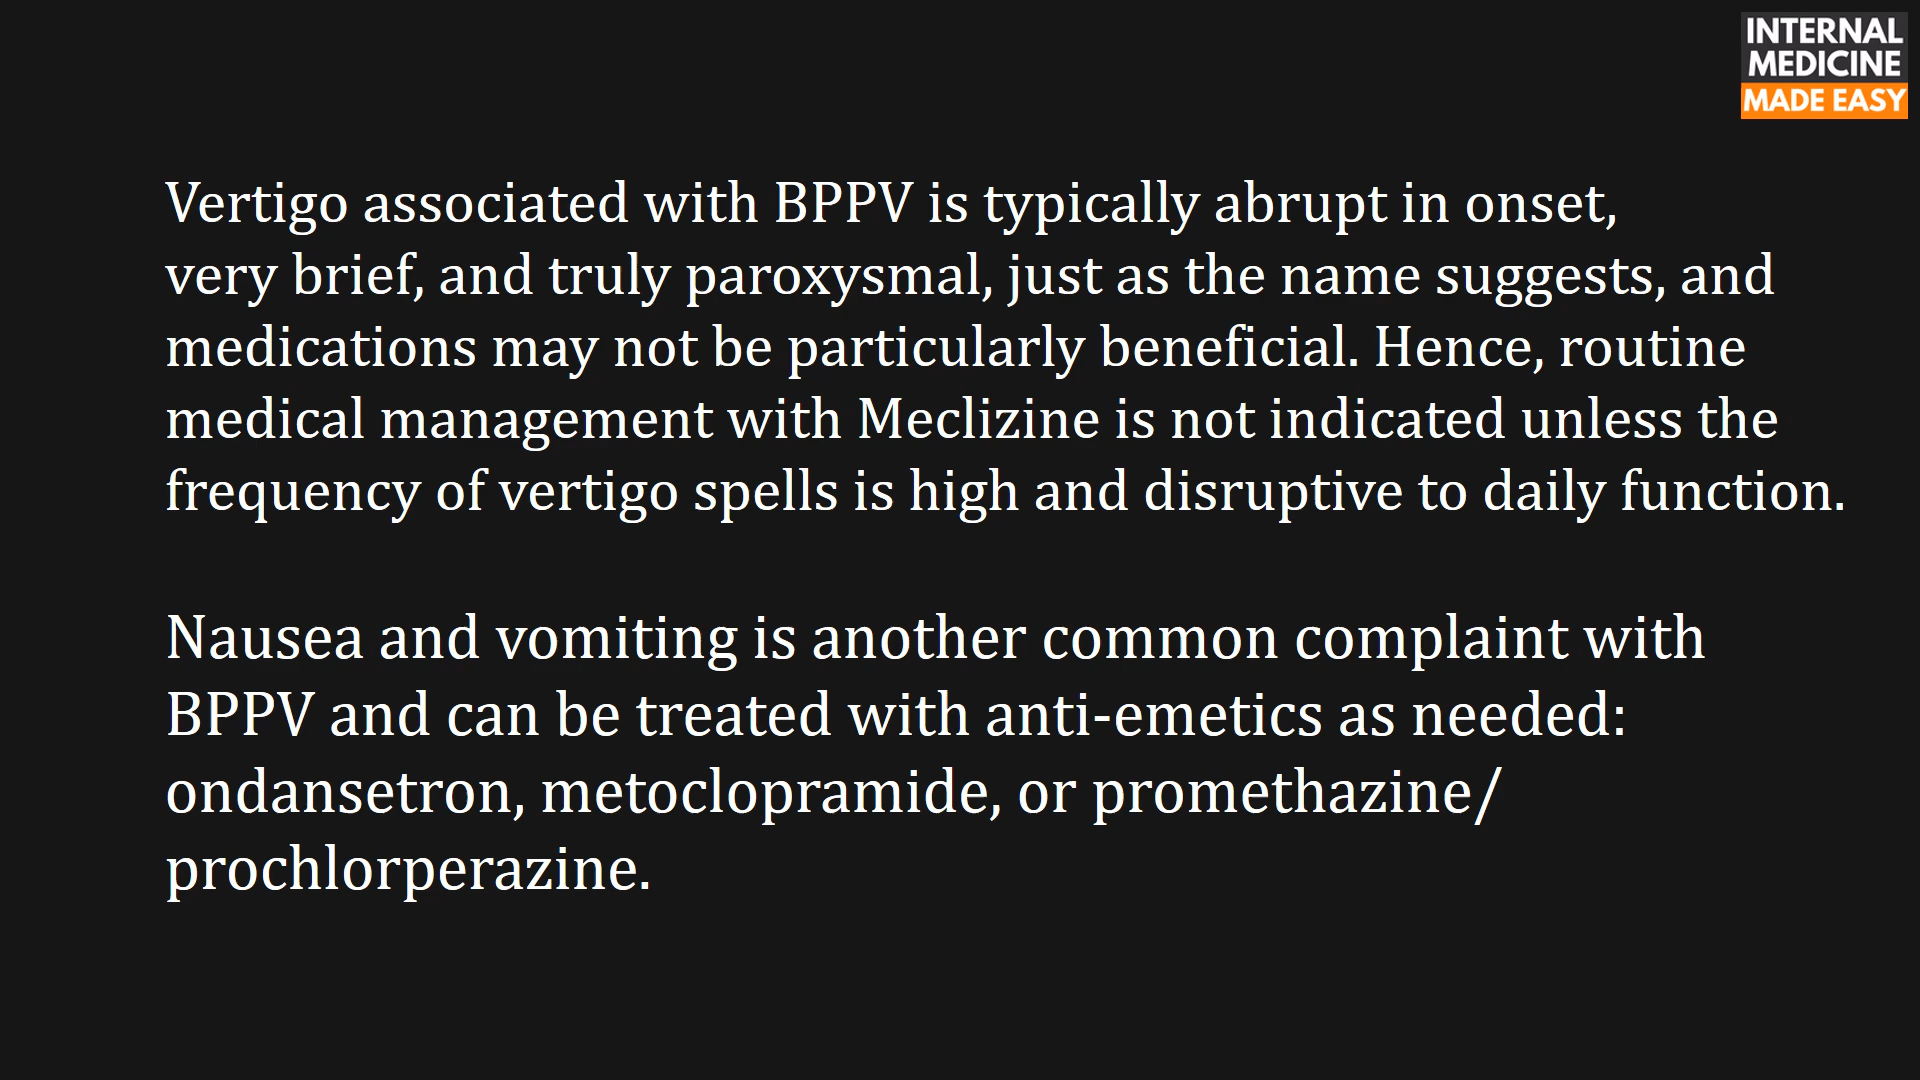 INTERNAL
MEDICINE
MADE EASY
Vertigo associated with BPPV is typically abrupt in onset,
very brief, and truly paroxysmal, just as the name suggests, and
medications may not be particularly beneficial. Hence, routine
medical management with Meclizine is not indicated unless the
frequency of vertigo spells is high and disruptive to daily function.
Nausea and vomiting is another common complaint with
BPPV and can be treated with anti-emetics as needed:
ondansetron, metoclopramide, or promethazine/
prochlorperazine.